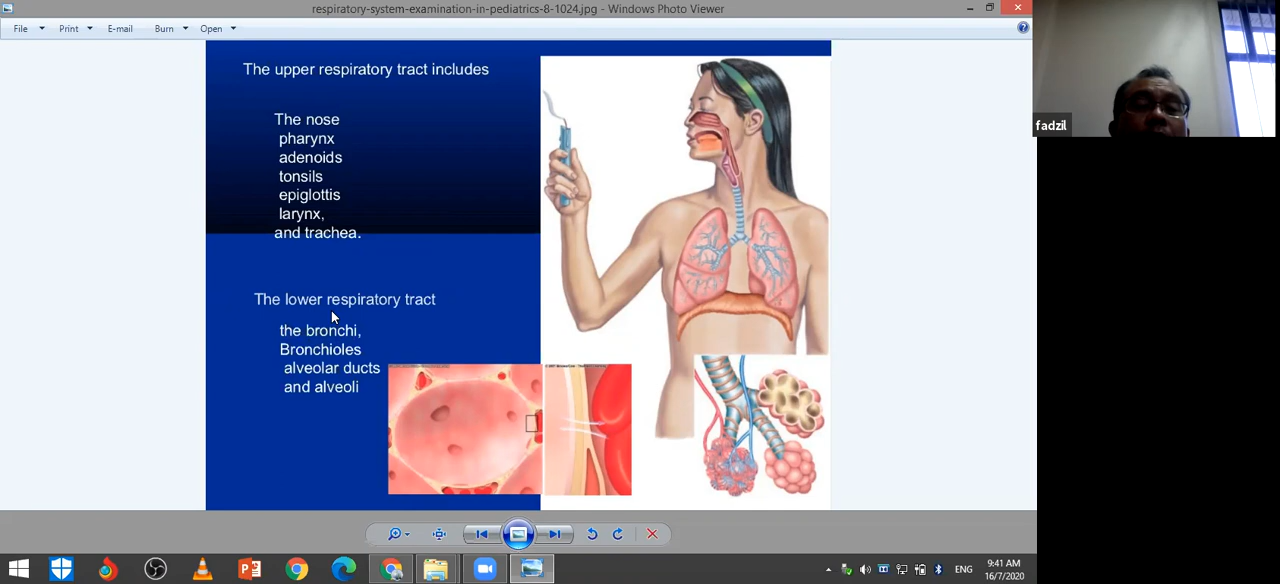 respiratory-system-examination-in-pediatrics-8-1024.jpg - Windows Photo Viewer
File Print E-mail Burn Open
The upper respiratory tract includes
The nose
pharynx
adenoids
tonsils
epiglottis
larynx,
and trachea.
The lower respiratory tract
the bronchi,
Bronchioles
alveolar ducts
and alveoli
fadzil
ENG
9:41 AM
16/7/2020